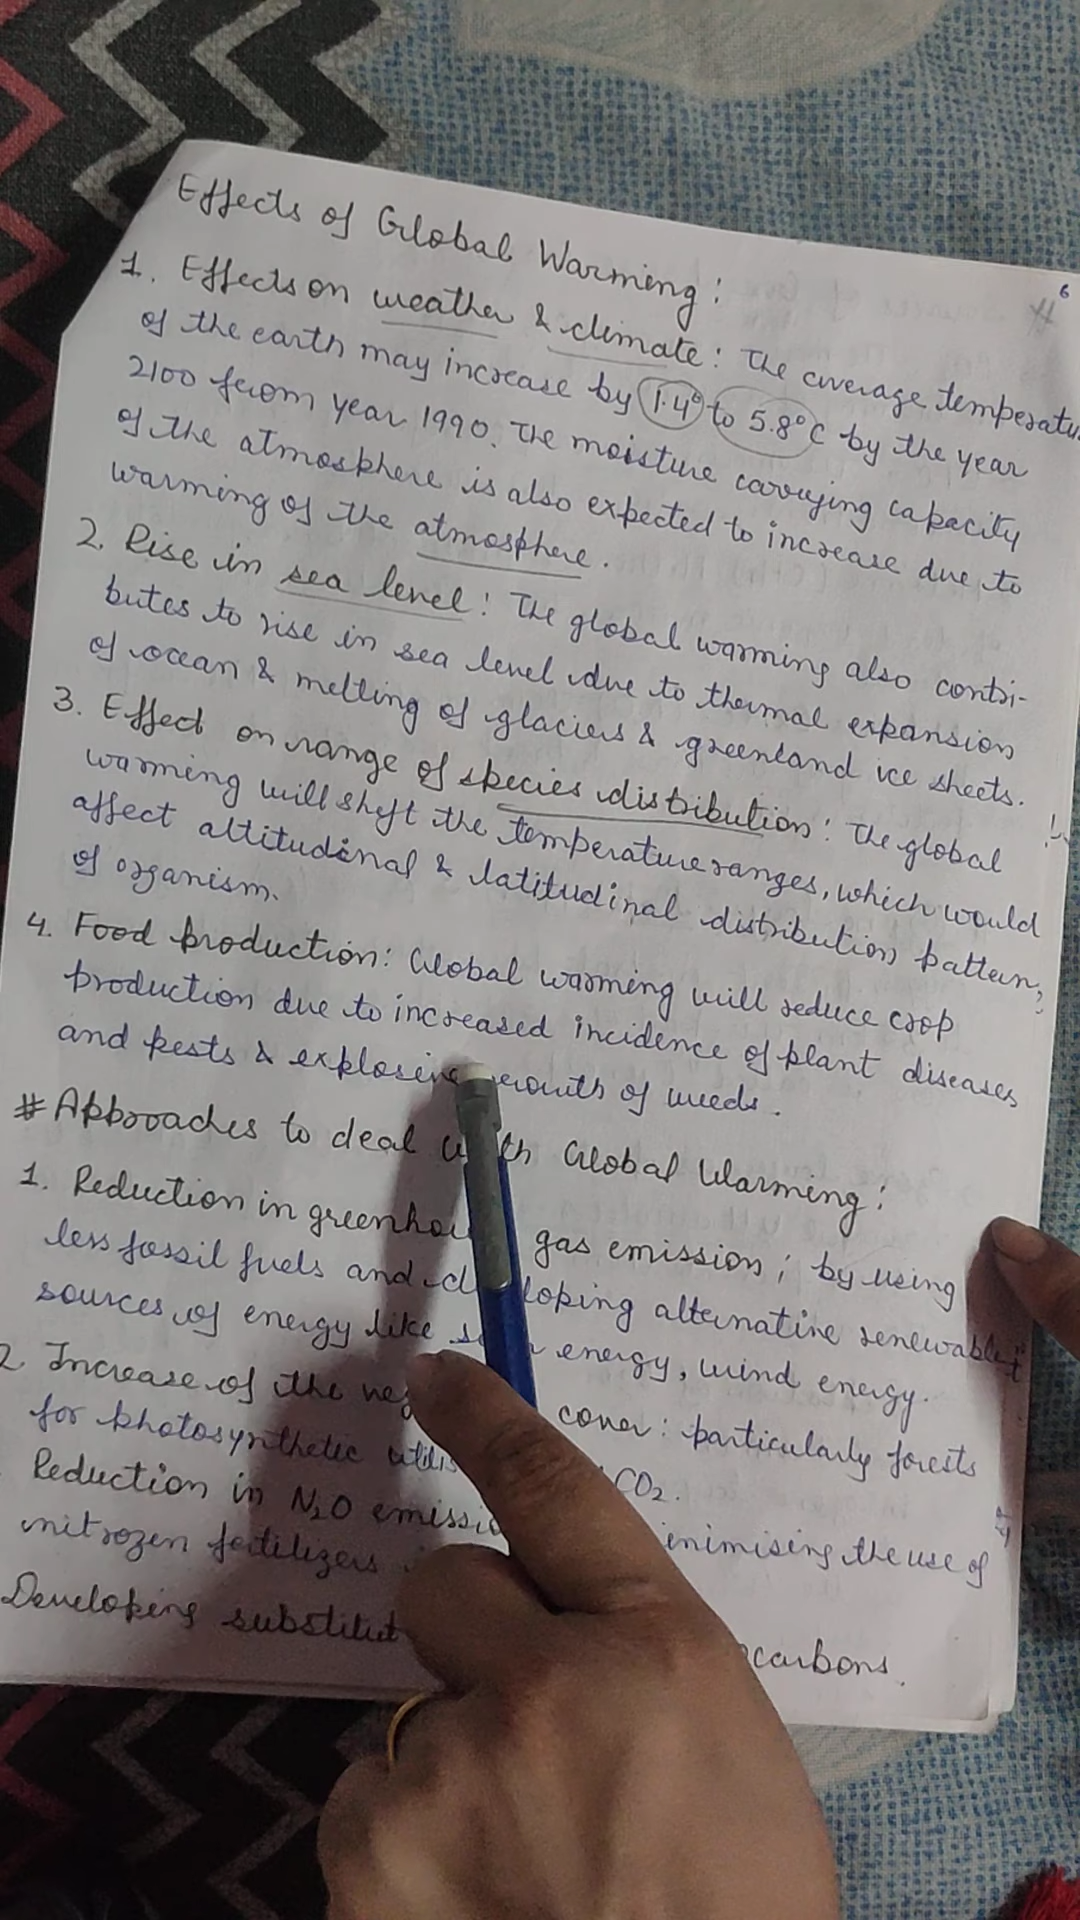 6
Effects of Global Warming:
1. Effects on weather & climate: The average temperatu
of the earth may increase by 1.4° to 5.8°C by the year
2100 from year 1990. The moisture carrying capacity
of the atmosphere is also expected to increase due to
warming of the atmosphere.
2. Rise in sea level: The global warming also contri-
butes to rise in sea level due to thermal expansion
of ocean & melting of glaciers & greenland ice sheets.
3. Effect on range of species distribution: The global
warming will shift the temperature ranges, which would
affect altitudinal & latitudinal distribution pattern
of organism.
4. Food production: Global warming will reduce crop
production due to increased incidence of plant diseases
and pests & explosive growth of weeds.
# Approaches to deal with Global Warming:
1. Reduction in greenhou gas emission; by using
less fossil fuels and d loping alternative renewable
sources of energy like s r energy, wind energy.
2 Increase of the veg cover: particularly forests
for photosynthetic utilis CO2.
Reduction in N2O emissio inimising the use of
nitrozen fertilizers
Developing substitut ocarbons.